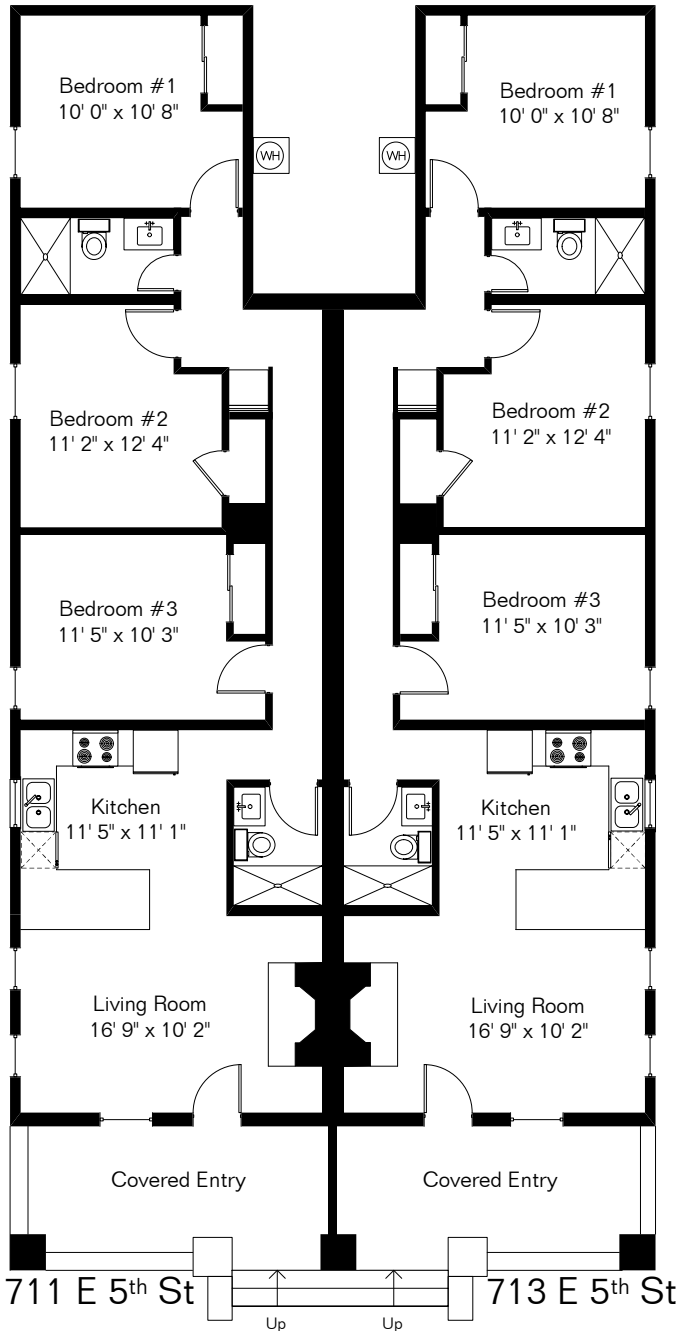 Bedroom #1
10' 0" x 10' 8"
Bedroom #1
10' 0" x 10' 8"
WH
WH
Bedroom #2
11' 2" x 12' 4"
Bedroom #2
11' 2" x 12' 4"
Bedroom #3
11' 5" x 10' 3"
Bedroom #3
11' 5" x 10' 3"
Kitchen
11' 5" x 11' 1"
Kitchen
11' 5" x 11' 1"
Living Room
16' 9" x 10' 2"
Living Room
16' 9" x 10' 2"
Covered Entry
Covered Entry
711 E 5th St
713 E 5th St
Up
Up